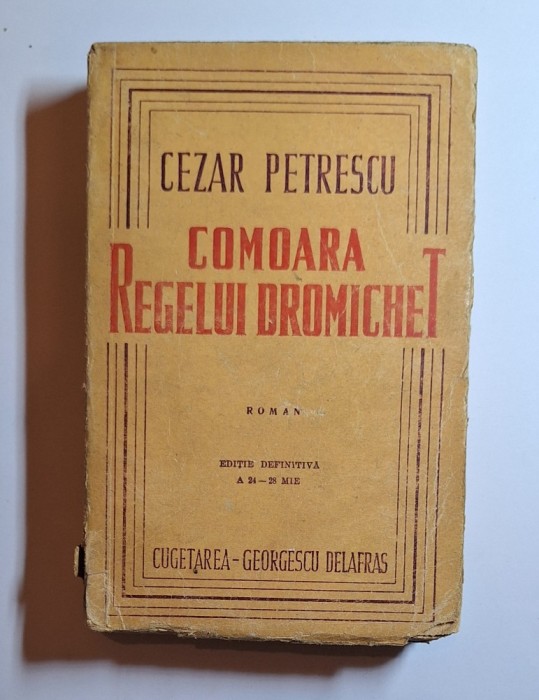 CEZAR PETRESCU
COMOARA
REGELUI DROMICHET
ROMAN
EDIȚIE DEFINITIVĂ
A 24-28 MIE
CUGETAREA-GEORGESCU DELAFRAS